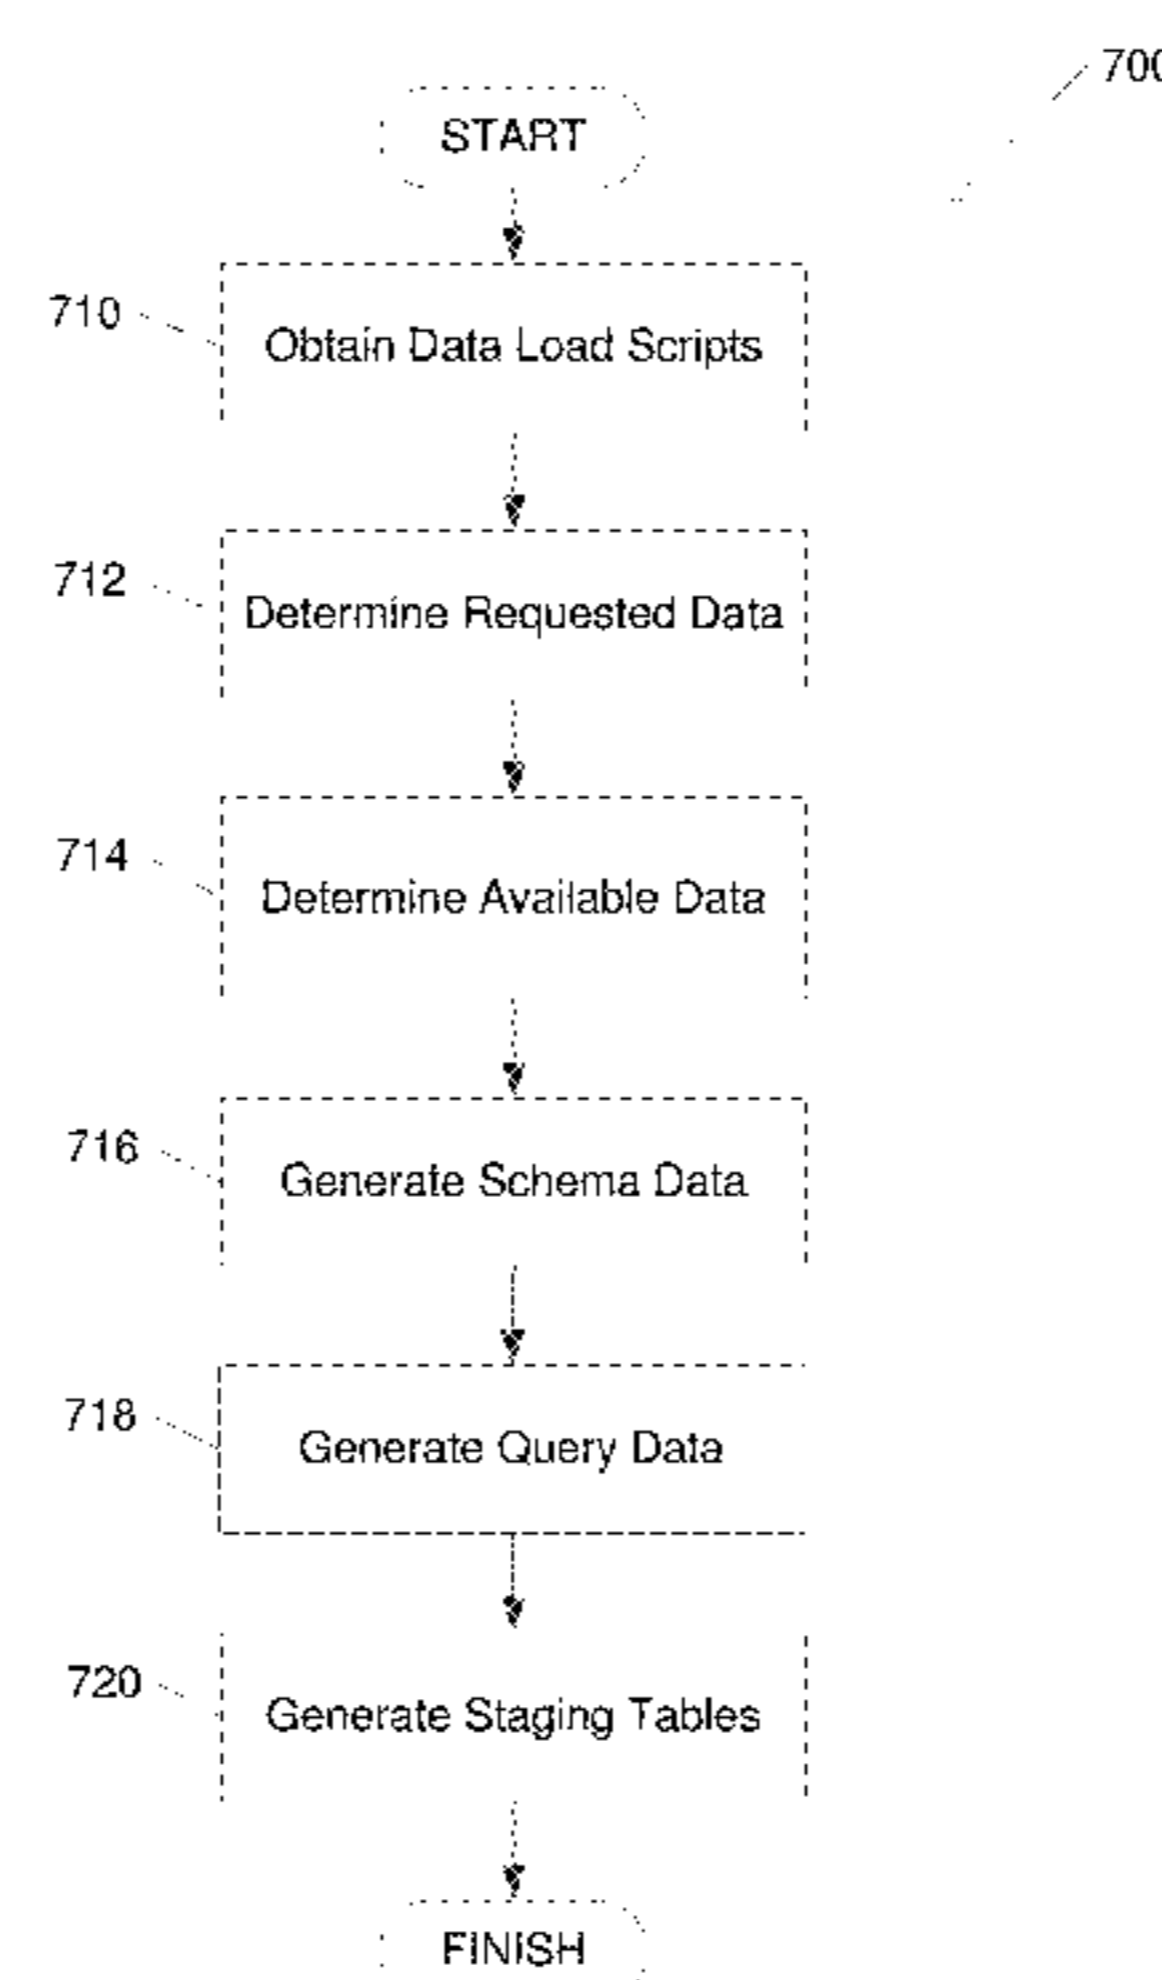 700
START
710
Obtain Data Load Scripts
712
Determine Requested Data
714
Determine Available Data
716
Generate Schema Data
718
Generate Query Data
720
Generate Staging Tables
FINISH